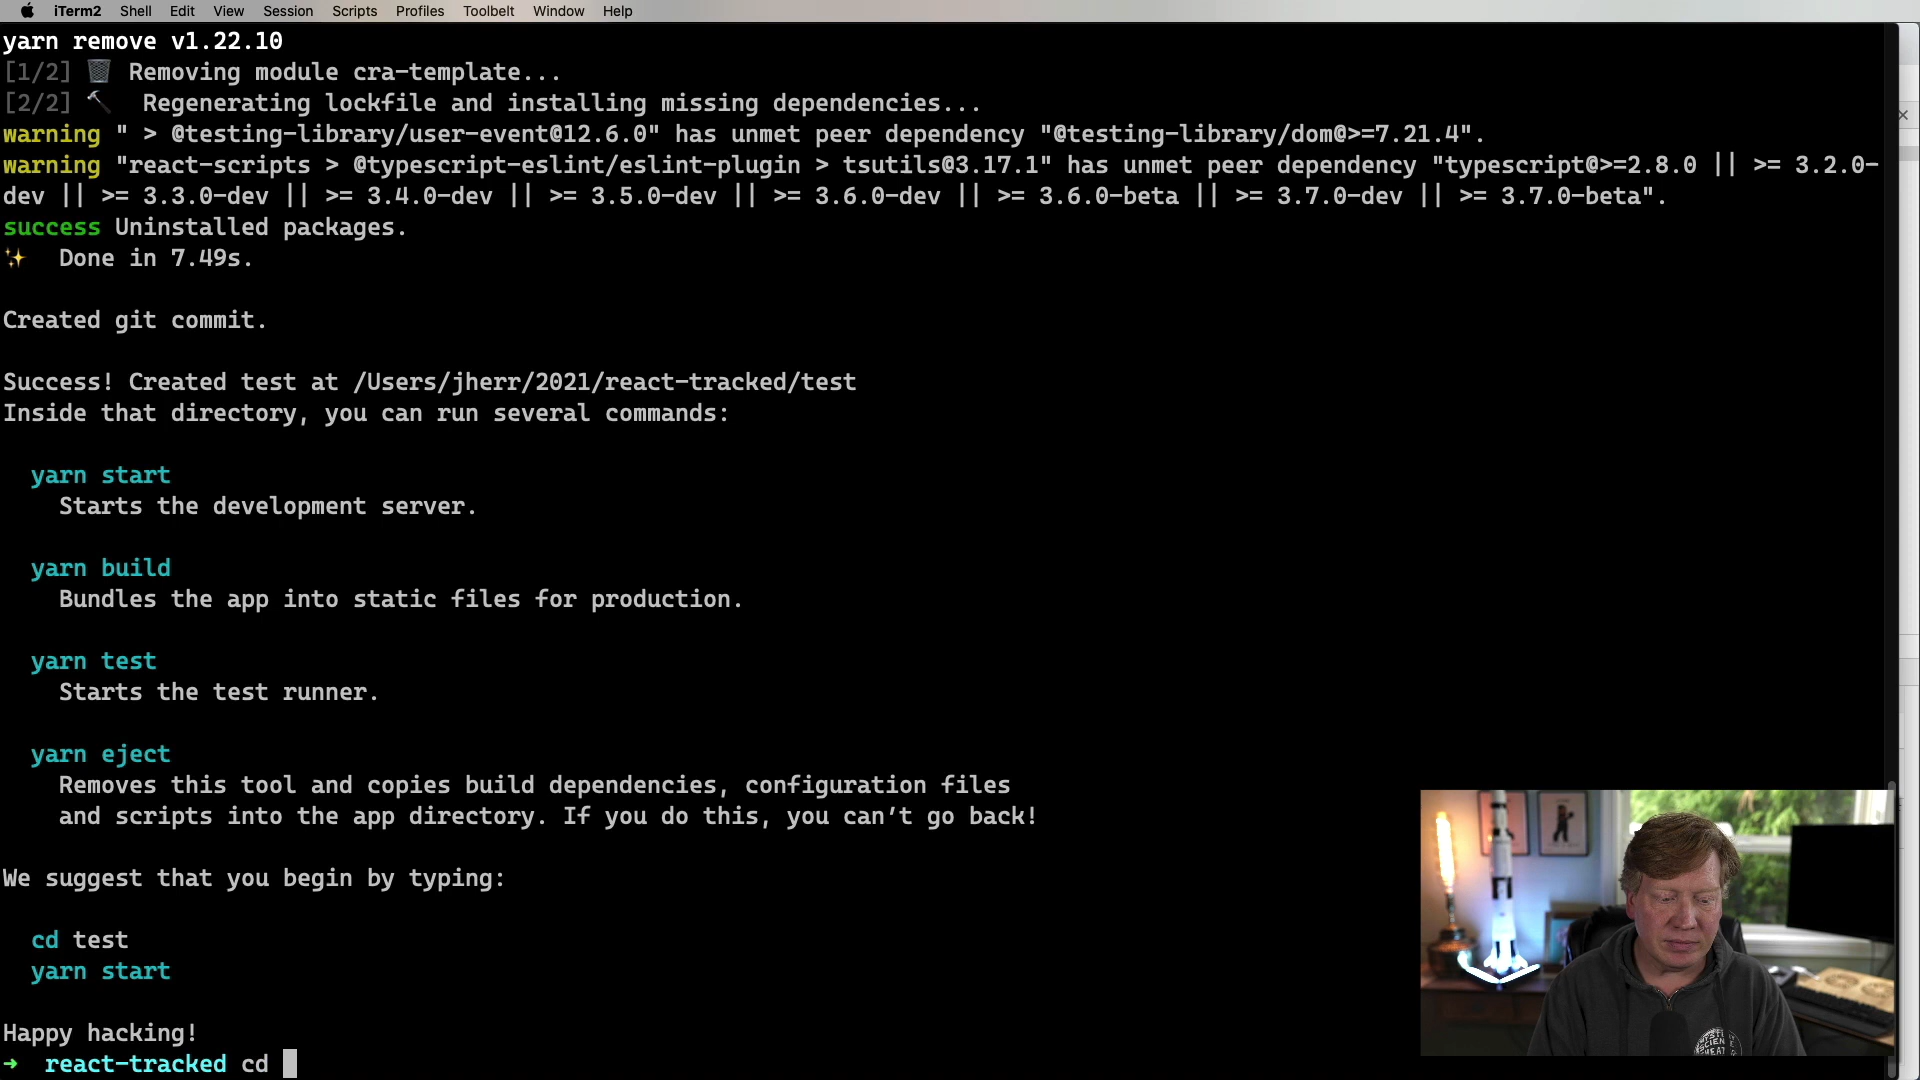 iTerm2 Shell Edit View Session Scripts Profiles Toolbelt Window Help
yarn remove v1.22.10
[1/2] 🗑 Removing module cra-template...
[2/2] 🔨 Regenerating lockfile and installing missing dependencies...
warning " > @testing-library/user-event@12.6.0" has unmet peer dependency "@testing-library/dom@>=7.21.4".
warning "react-scripts > @typescript-eslint/eslint-plugin > tsutils@3.17.1" has unmet peer dependency "typescript@>=2.8.0 || >= 3.2.0-
dev || >= 3.3.0-dev || >= 3.4.0-dev || >= 3.5.0-dev || >= 3.6.0-dev || >= 3.6.0-beta || >= 3.7.0-dev || >= 3.7.0-beta".
success Uninstalled packages.
✨ Done in 7.49s.
Created git commit.
Success! Created test at /Users/jherr/2021/react-tracked/test
Inside that directory, you can run several commands:
yarn start
Starts the development server.
yarn build
Bundles the app into static files for production.
yarn test
Starts the test runner.
yarn eject
Removes this tool and copies build dependencies, configuration files
and scripts into the app directory. If you do this, you can’t go back!
We suggest that you begin by typing:
cd test
yarn start
Happy hacking!
➜ react-tracked cd